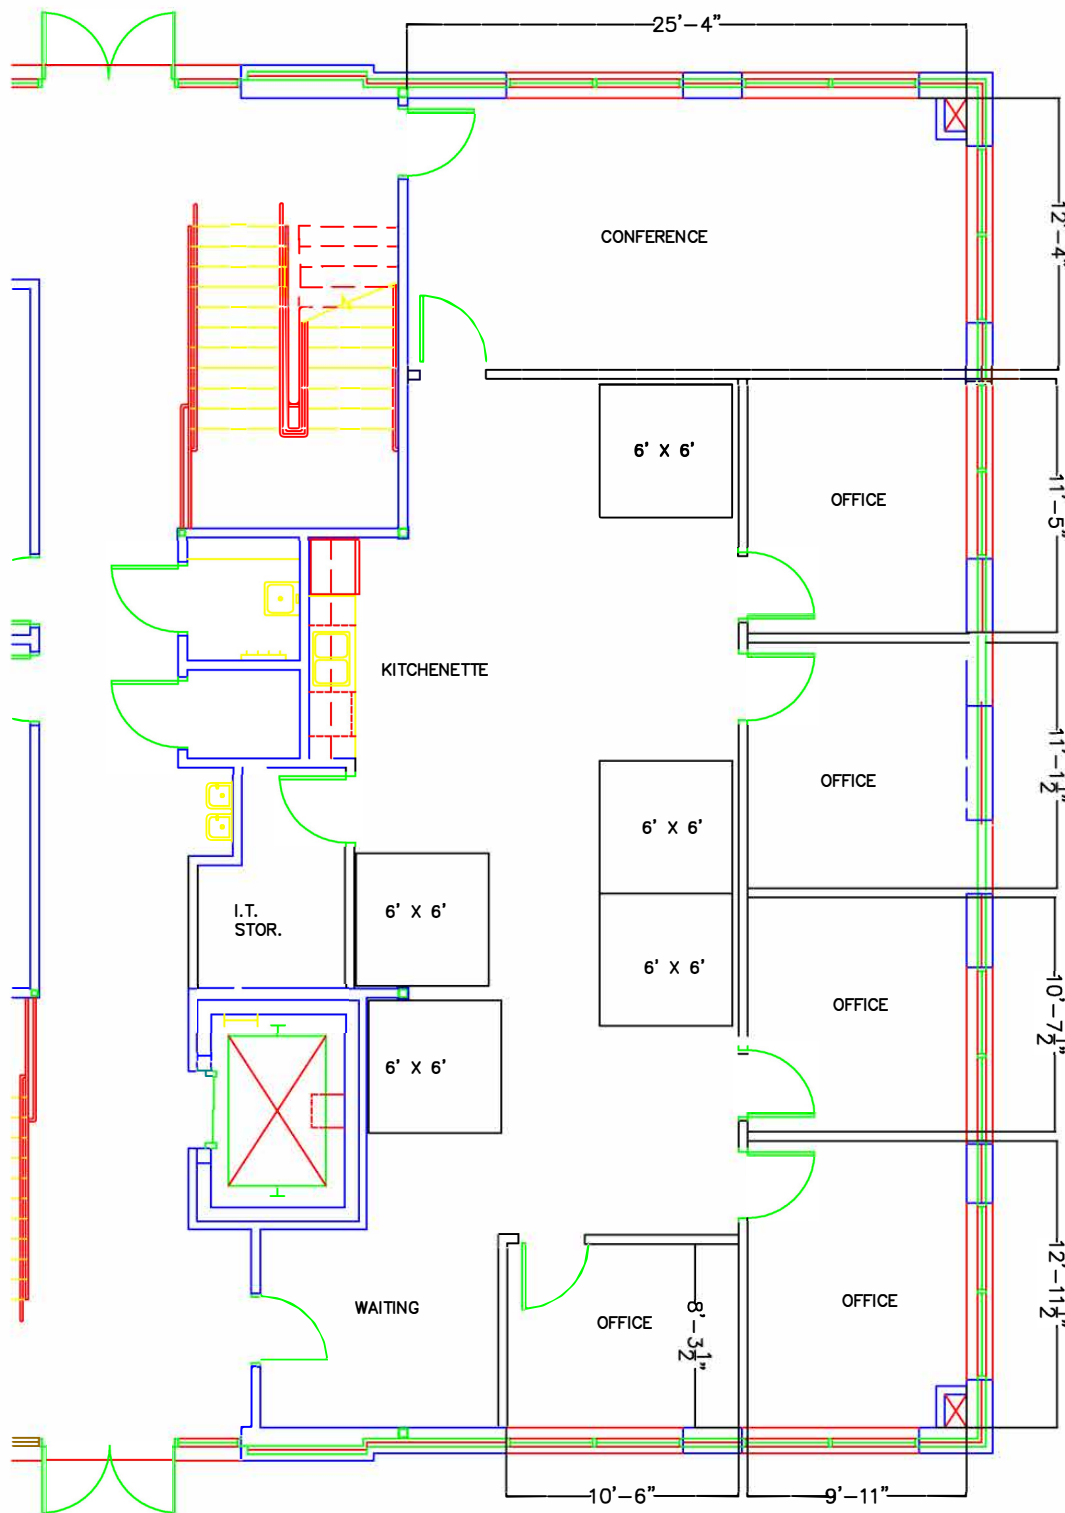 25'-4"
12'-4"
CONFERENCE
6' X 6'
OFFICE
11'-5"
KITCHENETTE
OFFICE
11'-1½"
6' X 6'
6' X 6'
I.T.
STOR.
6' X 6'
OFFICE
10'-7½"
6' X 6'
WAITING
OFFICE
8'-3½"
OFFICE
12'-11½"
10'-6"
9'-11"